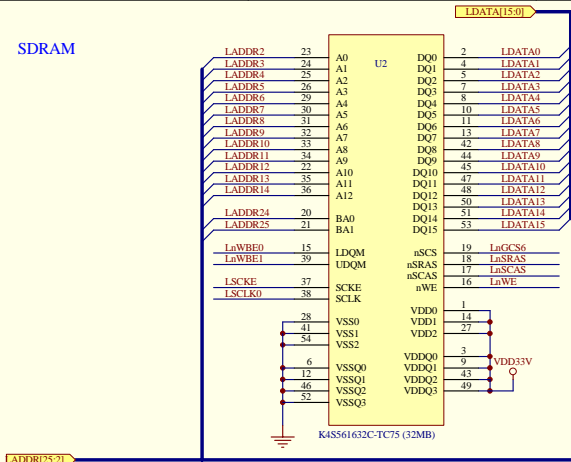 LDATA[15:0]
SDRAM
U2
LADDR2 23 A0 DQ0 2 LDATA0
LADDR3 24 A1 DQ1 4 LDATA1
LADDR4 25 A2 DQ2 5 LDATA2
LADDR5 26 A3 DQ3 7 LDATA3
LADDR6 29 A4 DQ4 8 LDATA4
LADDR7 30 A5 DQ5 10 LDATA5
LADDR8 31 A6 DQ6 11 LDATA6
LADDR9 32 A7 DQ7 13 LDATA7
LADDR10 33 A8 DQ8 42 LDATA8
LADDR11 34 A9 DQ9 44 LDATA9
LADDR12 22 A10 DQ10 45 LDATA10
LADDR13 35 A11 DQ11 47 LDATA11
LADDR14 36 A12 DQ12 48 LDATA12
DQ13 50 LDATA13
LADDR24 20 BA0 DQ14 51 LDATA14
LADDR25 21 BA1 DQ15 53 LDATA15
LnWBE0 15 LDQM nSCS 19 LnGCS6
LnWBE1 39 UDQM nSRAS 18 LnSRAS
nSCAS 17 LnSCAS
LSCKE 37 SCKE nWE 16 LnWE
LSCLK0 38 SCLK
VDD0 1
28 VSS0 VDD1 14
41 VSS1 VDD2 27
54 VSS2
VDDQ0 3
6 VSSQ0 VDDQ1 9 VDD33V
12 VSSQ1 VDDQ2 43
46 VSSQ2 VDDQ3 49
52 VSSQ3
K4S561632C-TC75 (32MB)
LADDR[25:2]